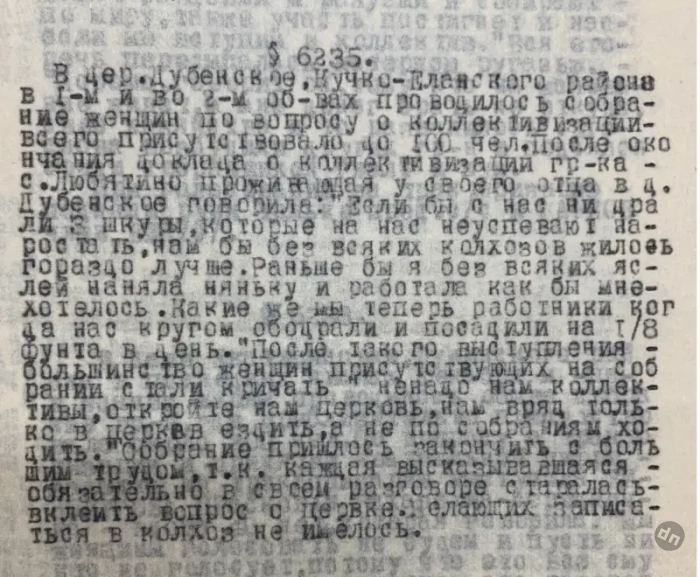 § 6235.
В дер.Дубенское,Кучко-Еланского района
в I-м и во 2-м об-вах проводилось собра-
ние женщин по вопросу о коллективизации-
всего присутствовало до 100 чел.После око
нчания доклада о коллективизации гр-ка -
с.Любятино проживающая у своего отца в д.
Дубенское говорила:"Если бы с нас ни дра
ли 3 шкуры,которые на нас неуспевают на-
ростать,нам бы без всяких колхозов жилось
гораздо лучше.Раньше бы я без всяких яс-
лей наняла няньку и работала как бы мне-
хотелось.Какие же мы теперь работники ког
да нас кругом ободрали и посадили на I/8
фунта в день."После такого выступления -
большинство женщин присутствующих на соб
рании стали кричать " ненадо нам коллек-
тивы,откройте нам церковь,нам вряд толь-
ко в церкав ездить,а не по собраниям хо-
дить."Собрание пришлось закончить с боль
шим трудом,т.к. каждая высказывавшаяся -
обязательно в своем разговоре старалась-
вклеить вопрос о церкве.Желающих записа-
ться в колхоз не имелось.
dn